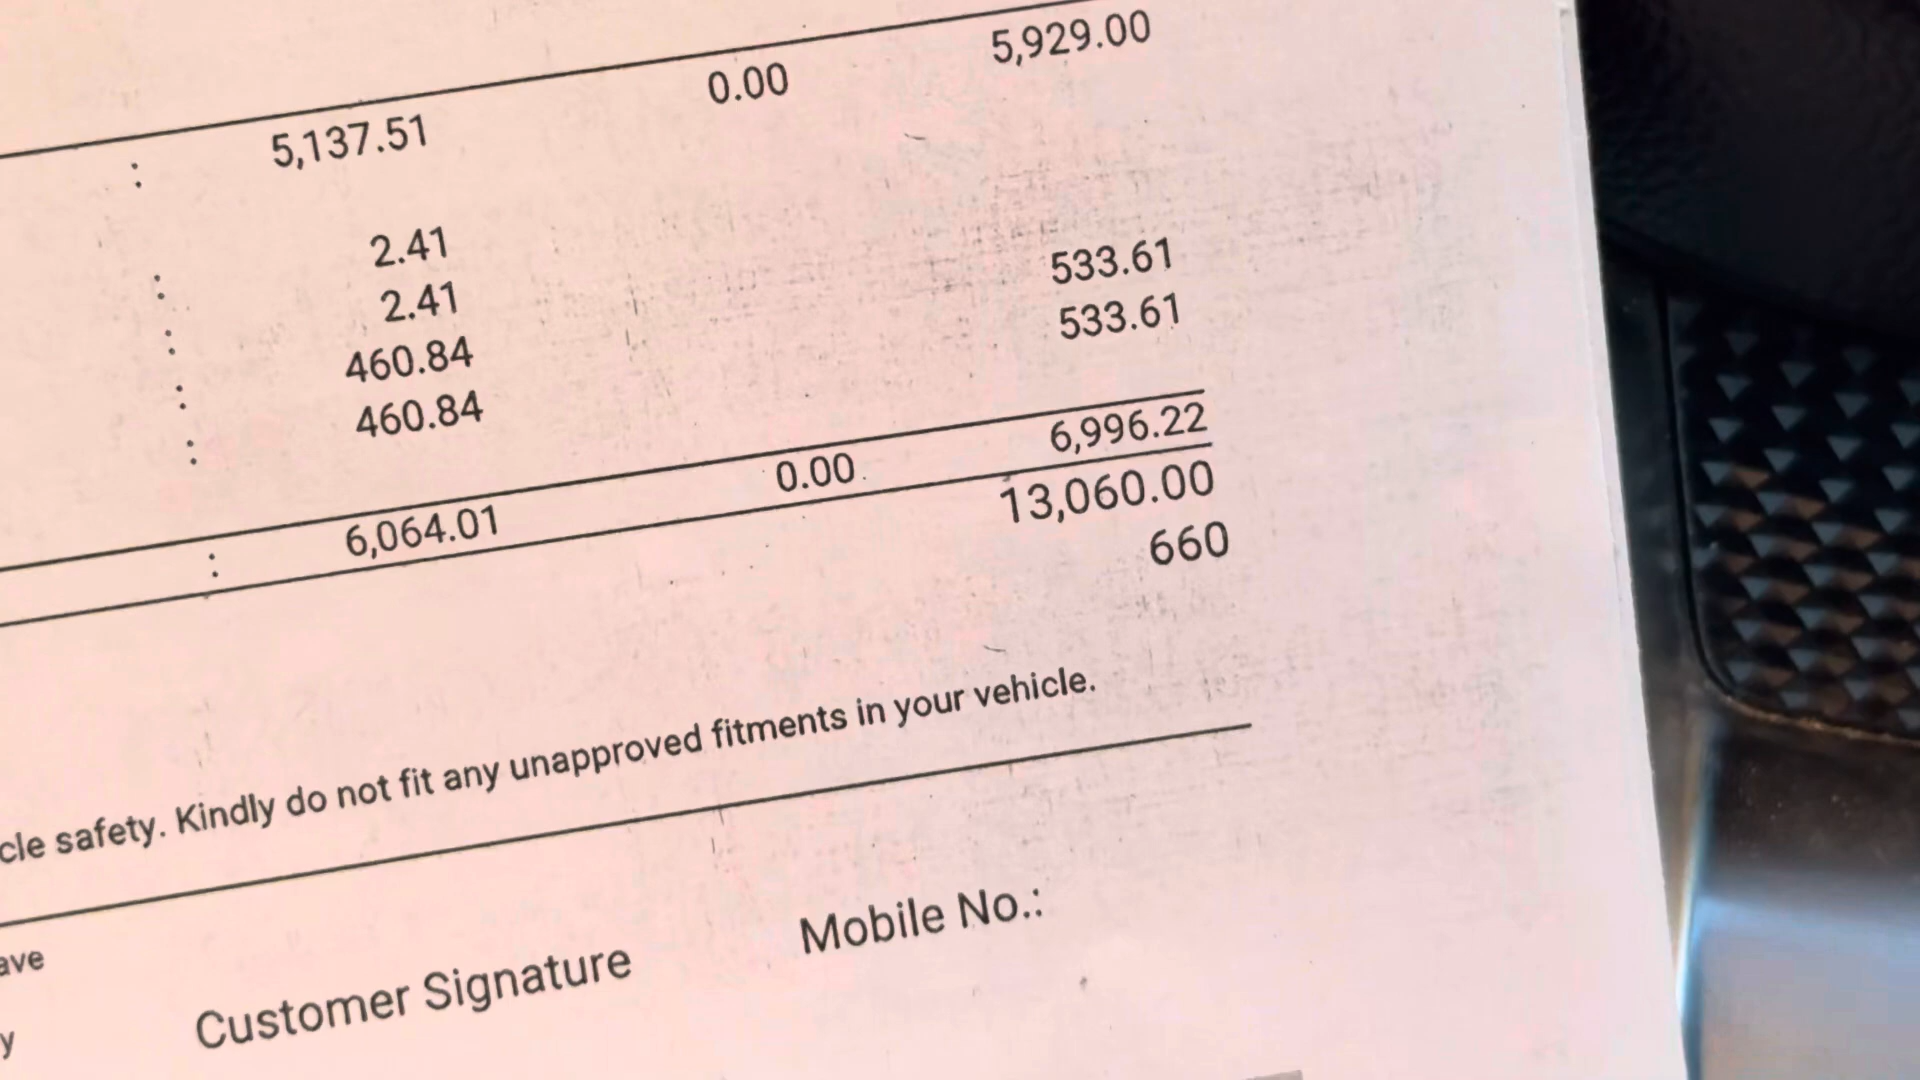 : 5,137.51 0.00 5,929.00
: 2.41
: 2.41 533.61
: 460.84 533.61
: 460.84
: 6,064.01 0.00 6,996.22
13,060.00
660
cle safety. Kindly do not fit any unapproved fitments in your vehicle.
ave
y
Customer Signature Mobile No.: